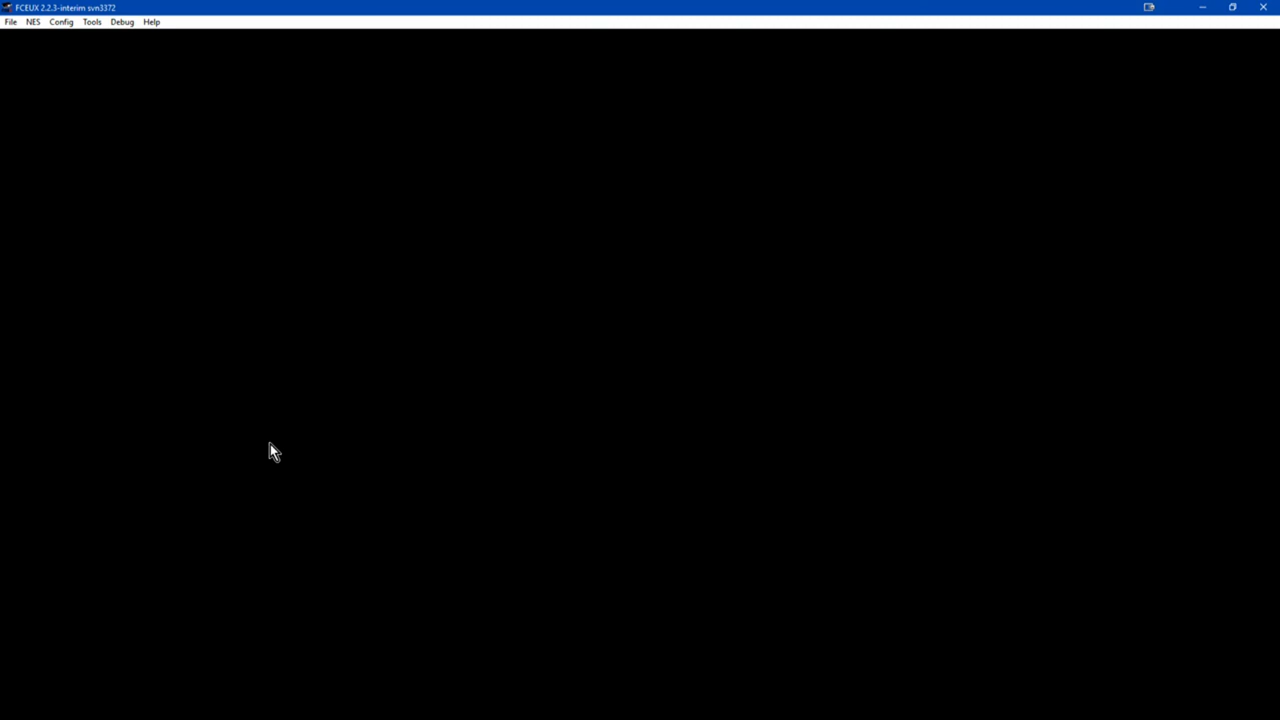 FCEUX 2.2.3-interim svn3372
File NES Config Tools Debug Help